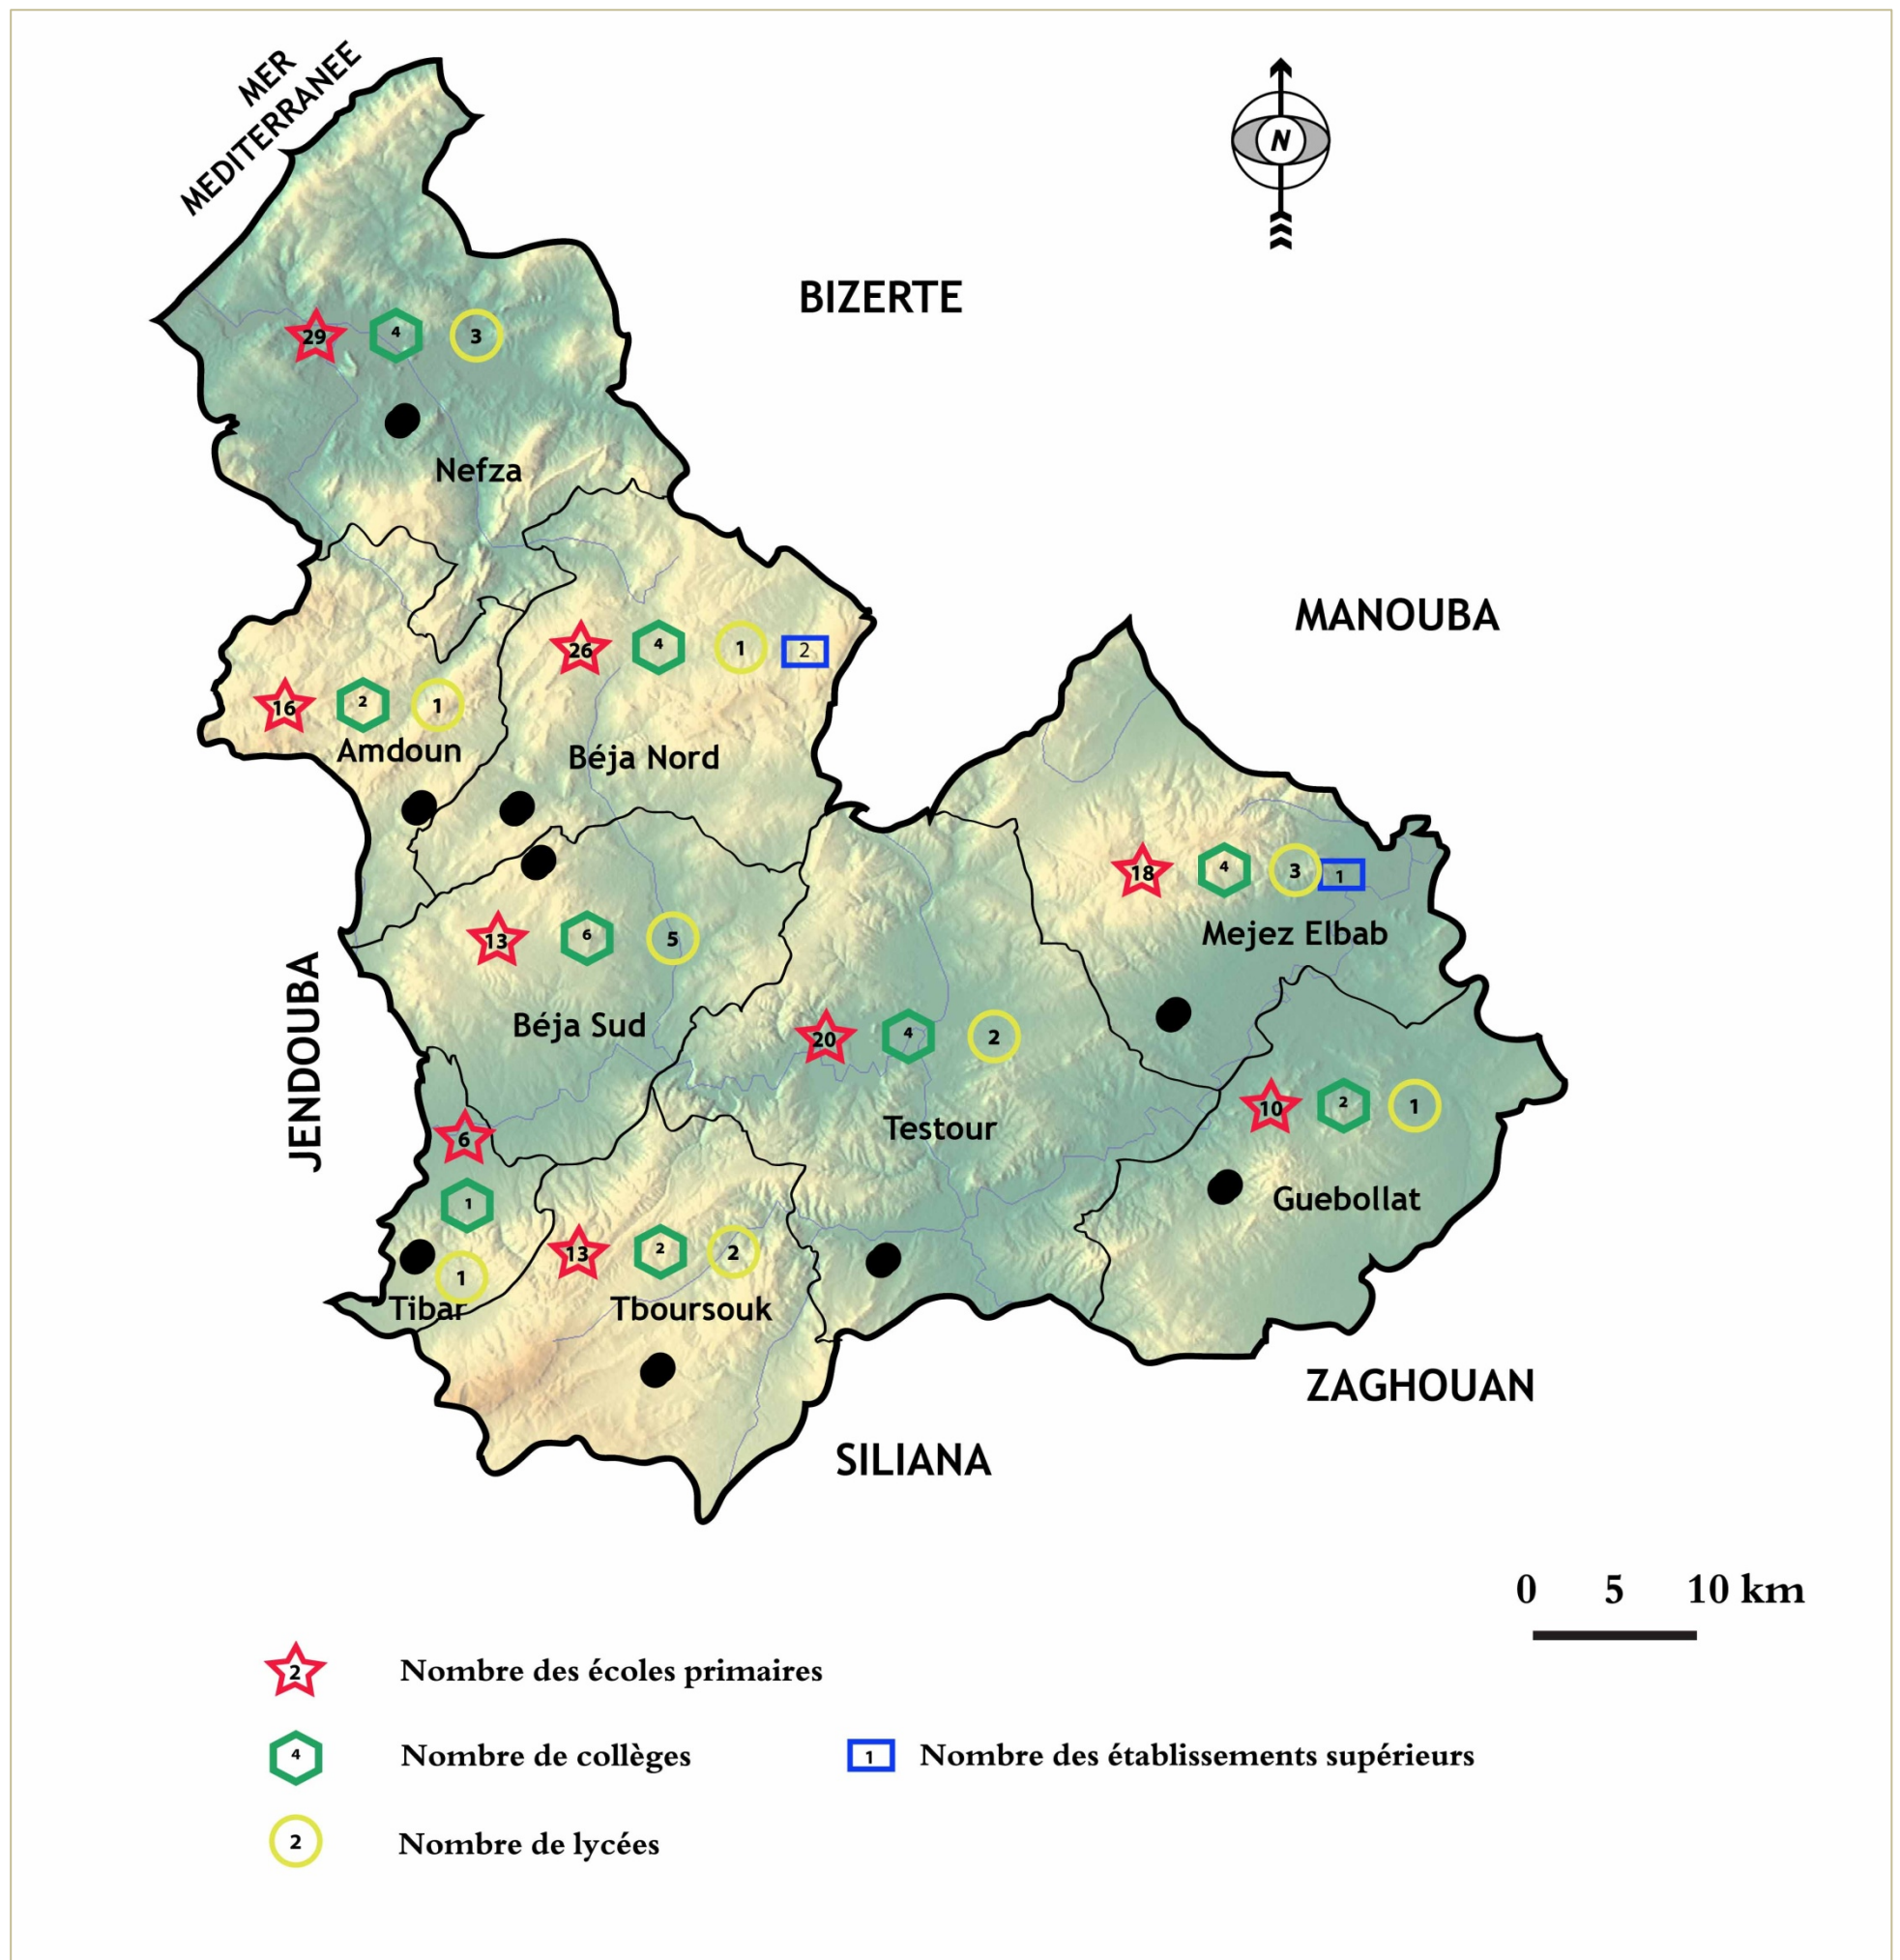 MER
MEDITERRANEE
N
BIZERTE
29 4 3
Nefza
MANOUBA
26 4 1 2
16 2 1
Amdoun
Béja Nord
18 4 3 1
Mejez Elbab
13 6 5
Béja Sud
JENDOUBA
20 4 2
Testour
10 2 1
Guebollat
6
1
1
Tibar
13 2 2
Tboursouk
ZAGHOUAN
SILIANA
0 5 10 km
2 Nombre des écoles primaires
4 Nombre de collèges
1 Nombre des établissements supérieurs
2 Nombre de lycées